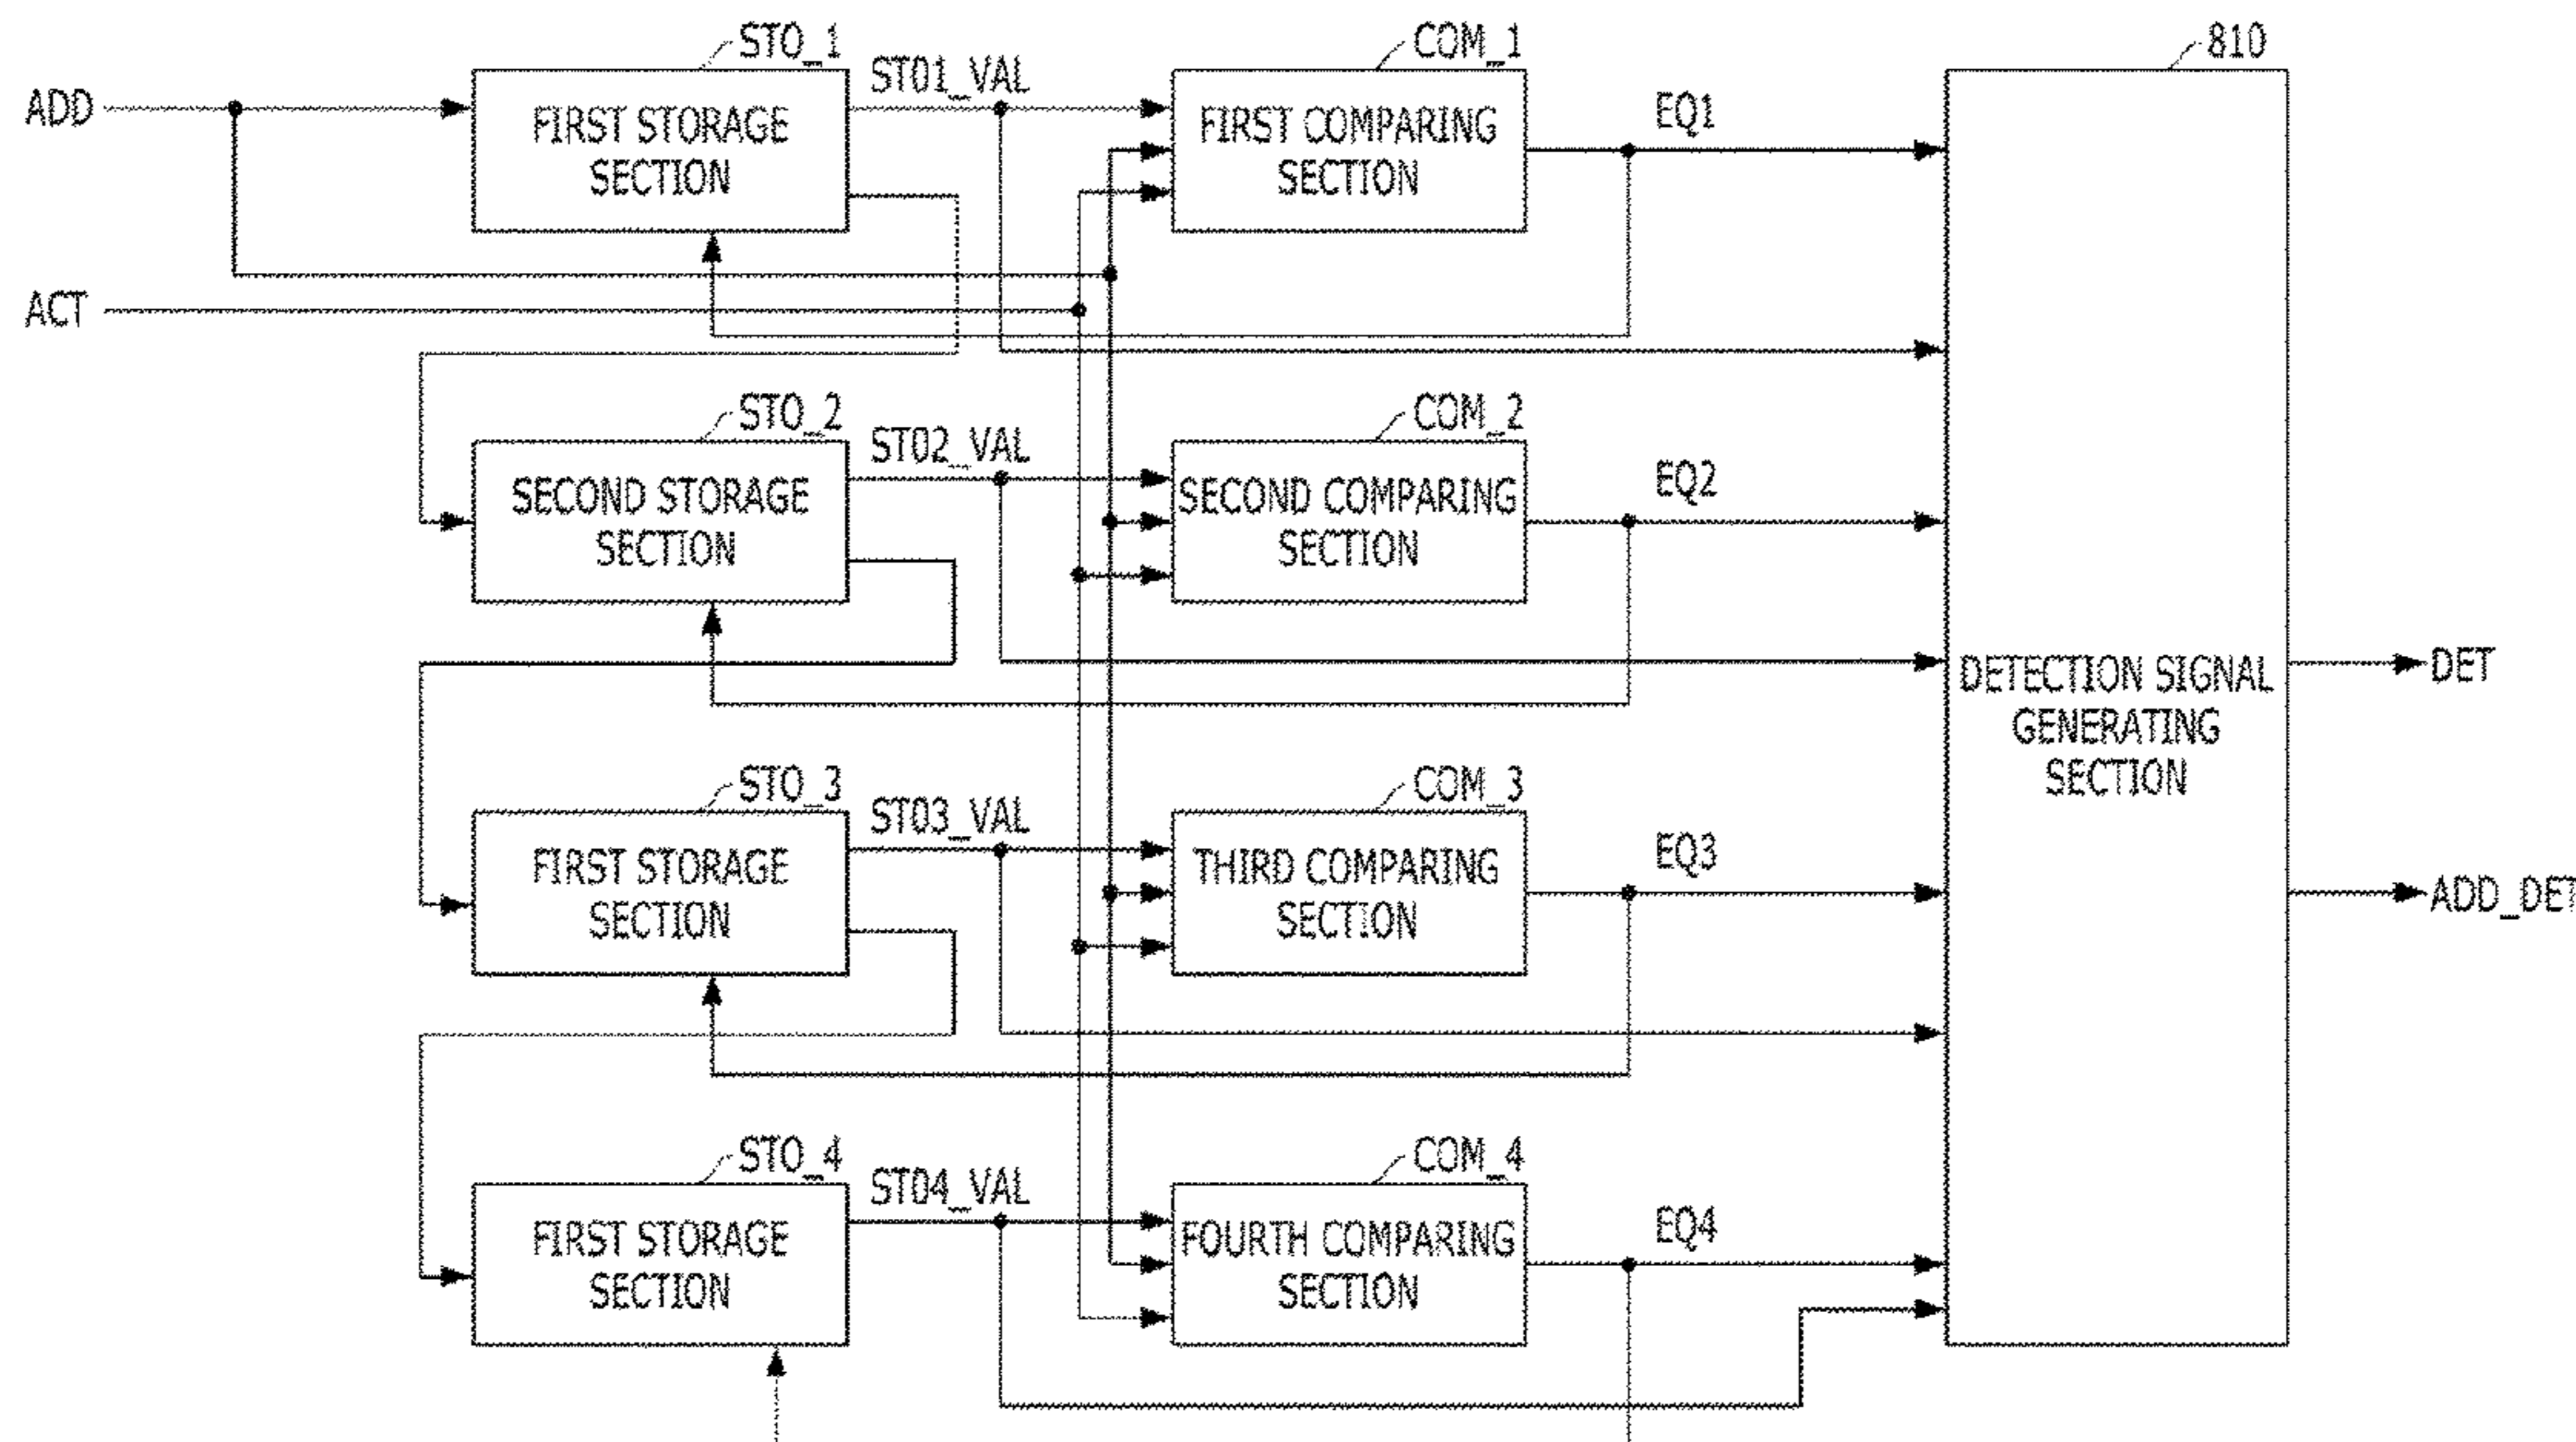 STO_1
COM_1
810
ADD
ST01_VAL
EQ1
FIRST STORAGE
SECTION
FIRST COMPARING
SECTION
ACT
STO_2
COM_2
ST02_VAL
EQ2
SECOND STORAGE
SECTION
SECOND COMPARING
SECTION
DETECTION SIGNAL
GENERATING
SECTION
DET
STO_3
COM_3
ST03_VAL
EQ3
FIRST STORAGE
SECTION
THIRD COMPARING
SECTION
ADD_DET
STO_4
COM_4
ST04_VAL
EQ4
FIRST STORAGE
SECTION
FOURTH COMPARING
SECTION